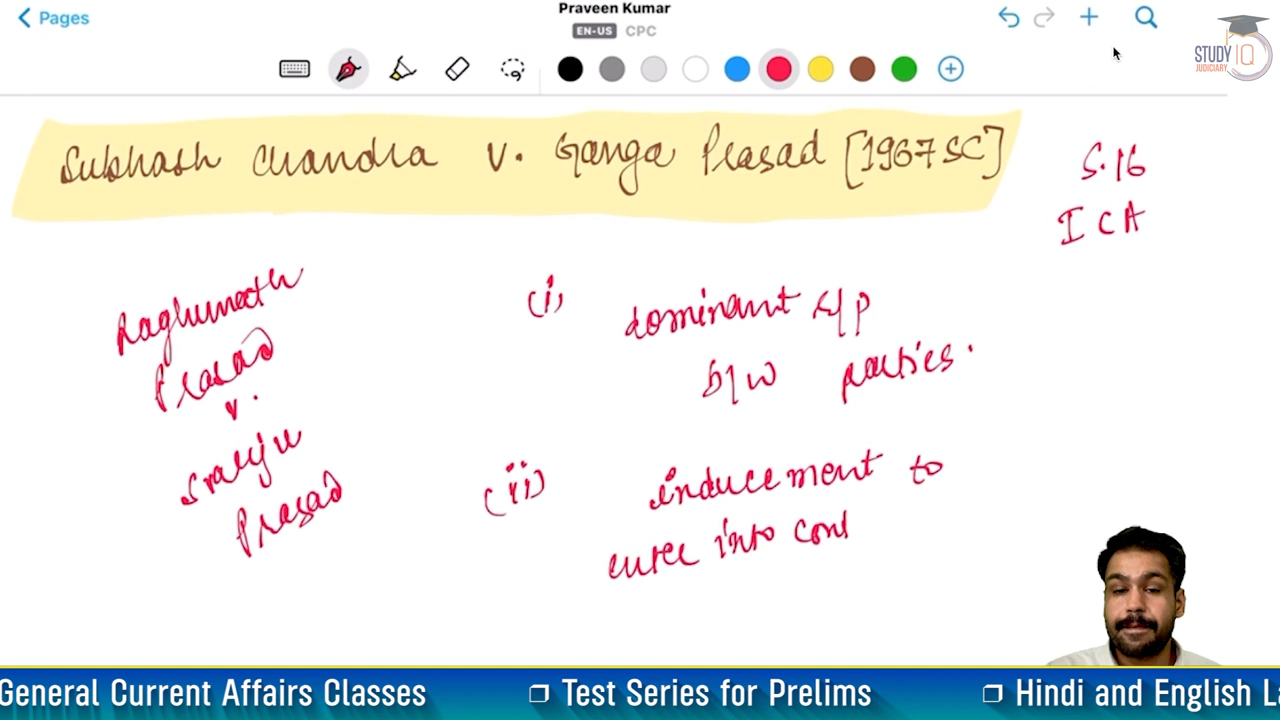 Pages
Praveen Kumar
EN-US CPC
STUDY IQ
JUDICIARY
Subhash Chandra v. Ganga Prasad [1967 SC]
S.16
ICA
Raghunath
Prasad
v.
Sraju
Prasad
(i) dominant r/p
b/w parties.
(ii) inducement to
enter into cont
General Current Affairs Classes ❐ Test Series for Prelims ❐ Hindi and English La